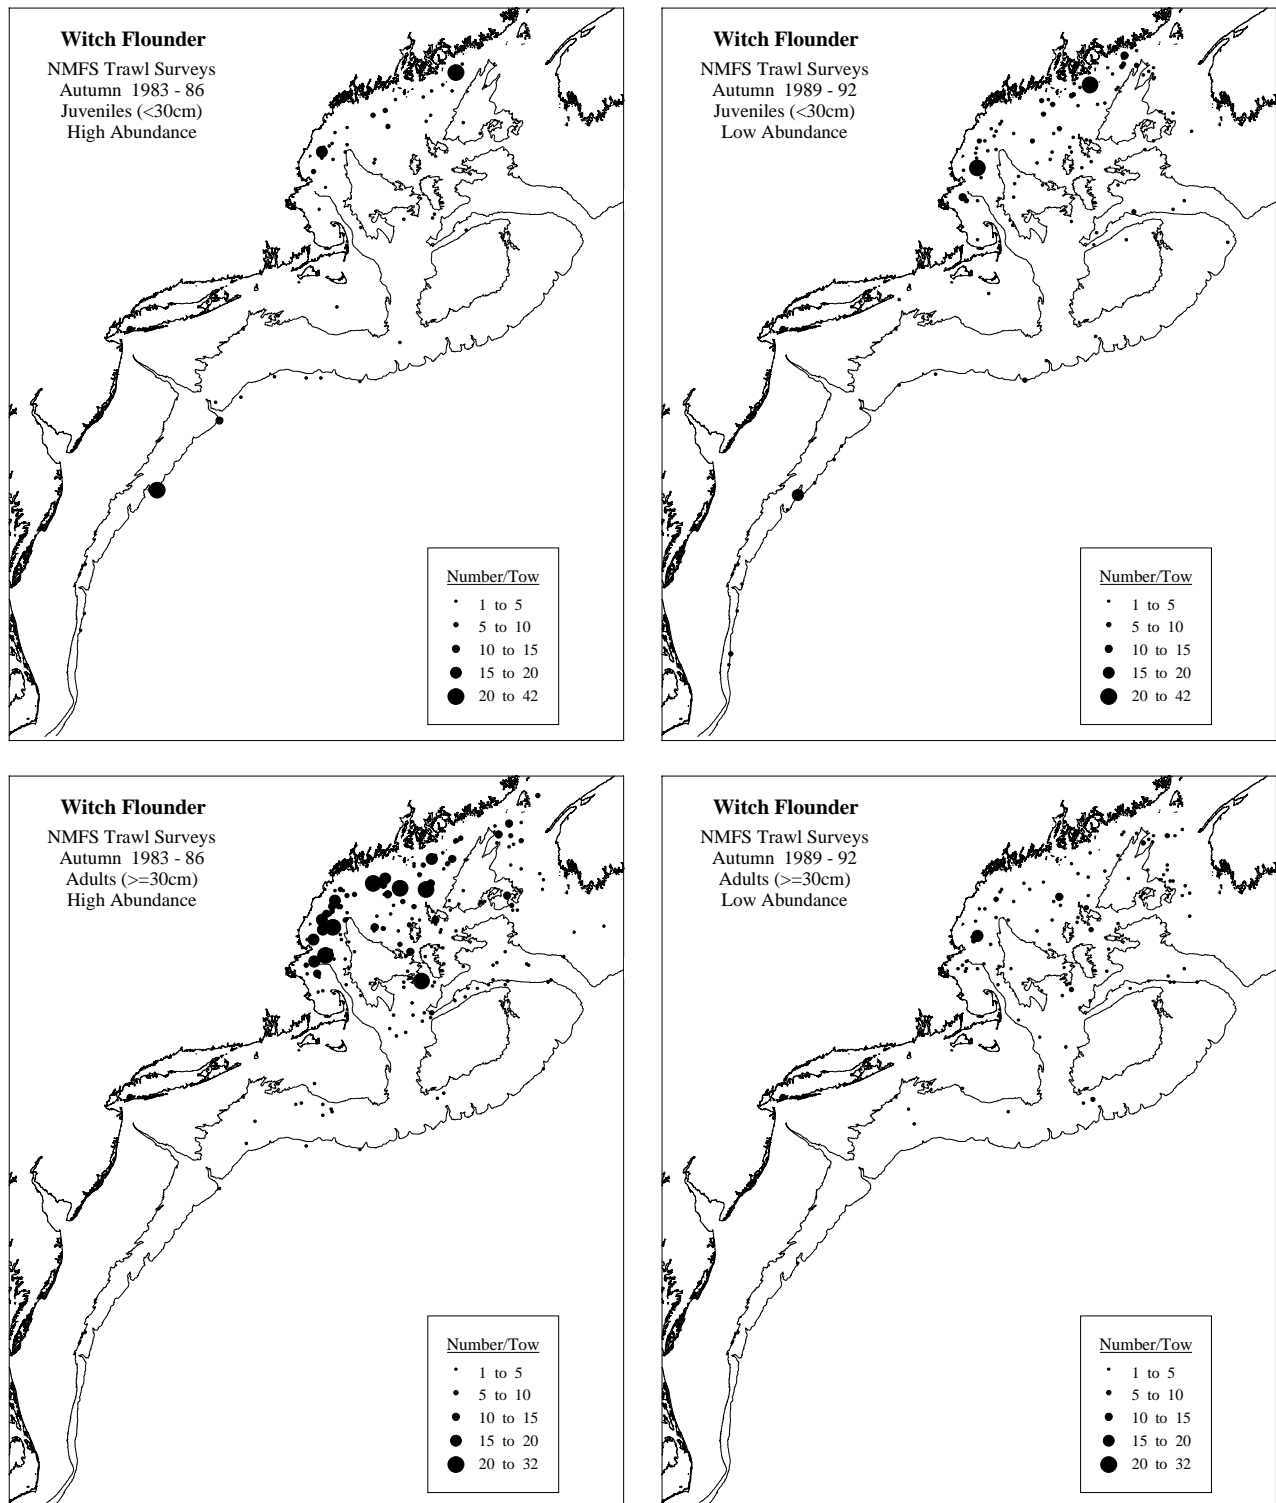 Witch Flounder
NMFS Trawl Surveys
Autumn 1983 - 86
Juveniles (<30cm)
High Abundance
Number/Tow
1 to 5
5 to 10
10 to 15
15 to 20
20 to 42
Witch Flounder
NMFS Trawl Surveys
Autumn 1989 - 92
Juveniles (<30cm)
Low Abundance
Number/Tow
1 to 5
5 to 10
10 to 15
15 to 20
20 to 42
Witch Flounder
NMFS Trawl Surveys
Autumn 1983 - 86
Adults (>=30cm)
High Abundance
Number/Tow
1 to 5
5 to 10
10 to 15
15 to 20
20 to 32
Witch Flounder
NMFS Trawl Surveys
Autumn 1989 - 92
Adults (>=30cm)
Low Abundance
Number/Tow
1 to 5
5 to 10
10 to 15
15 to 20
20 to 32